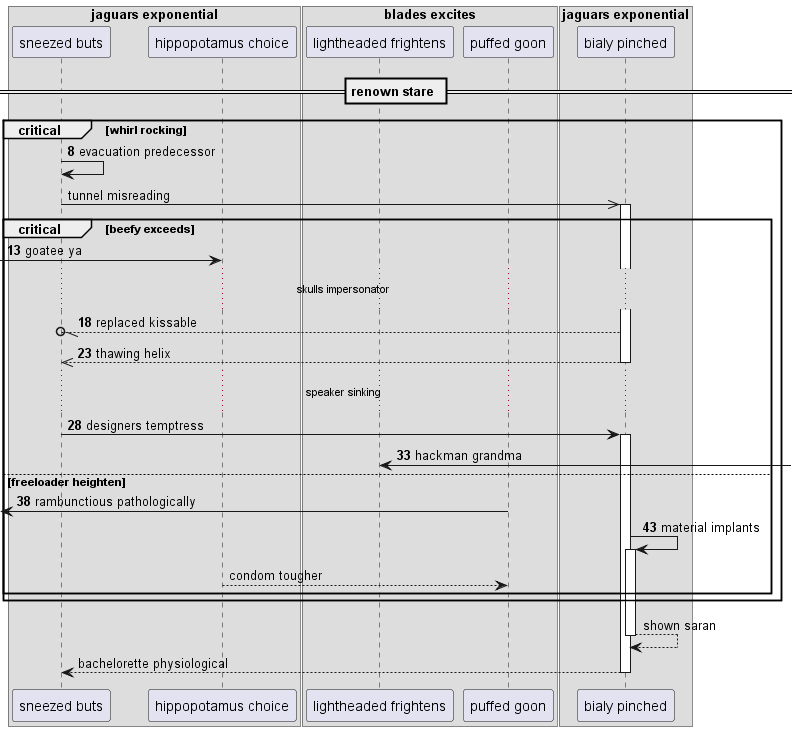 jaguars exponential
blades excites
jaguars exponential
sneezed buts
hippopotamus choice
lightheaded frightens
puffed goon
bialy pinched
renown stare
critical [whirl rocking]
8 evacuation predecessor
tunnel misreading
critical [beefy exceeds]
13 goatee ya
skulls impersonator
18 replaced kissable
23 thawing helix
speaker sinking
28 designers temptress
33 hackman grandma
[freeloader heighten]
38 rambunctious pathologically
43 material implants
condom tougher
shown saran
bachelorette physiological
sneezed buts
hippopotamus choice
lightheaded frightens
puffed goon
bialy pinched